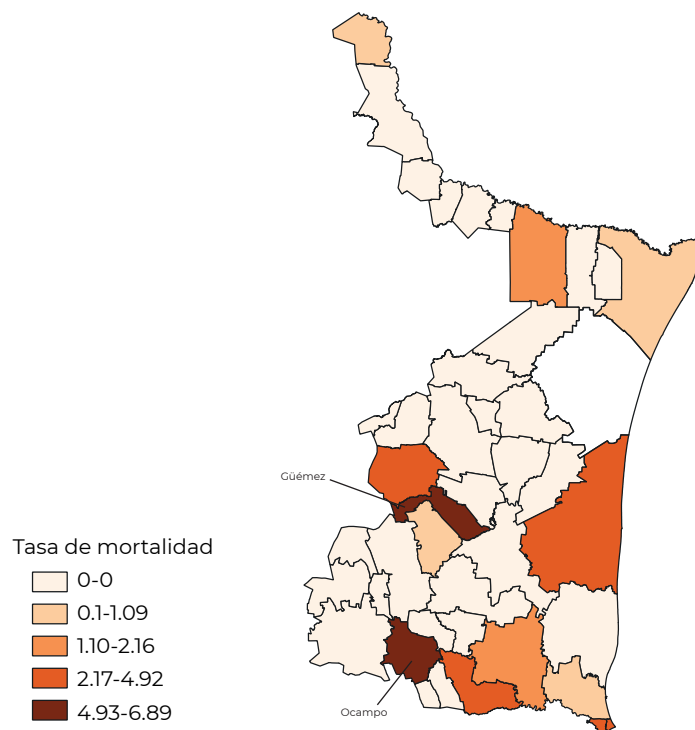 Güémez
Tasa de mortalidad
0-0
0.1-1.09
1.10-2.16
2.17-4.92
4.93-6.89
Ocampo